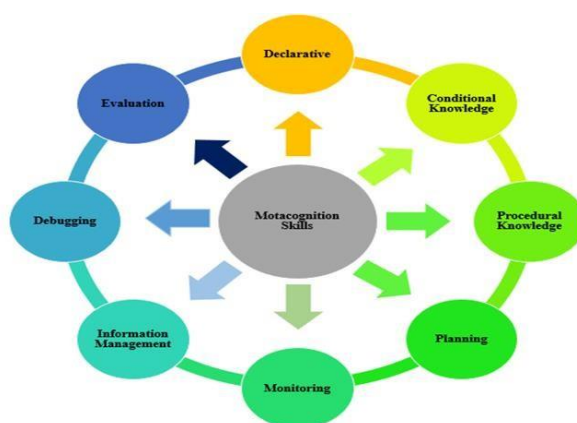 Declarative
Conditional
Knowledge
Procedural
Knowledge
Planning
Monitoring
Information
Management
Debugging
Evaluation
Motacognition
Skills